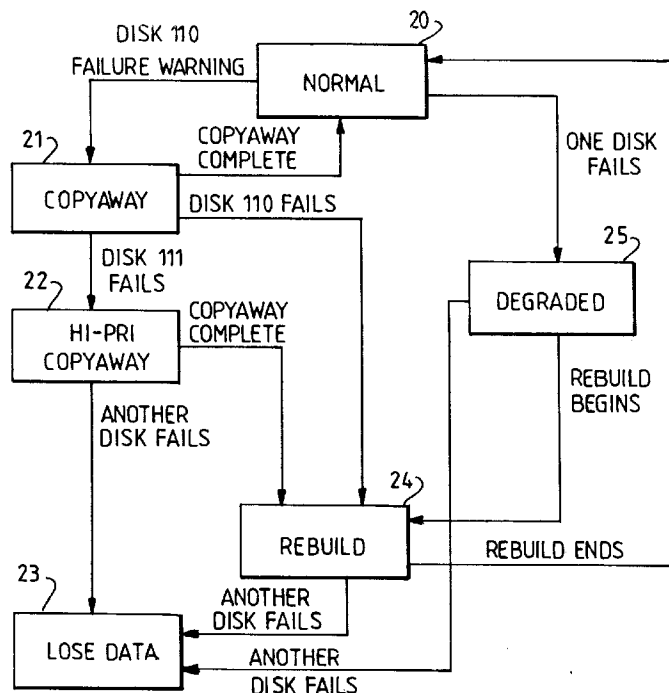 20
DISK 110
FAILURE WARNING
NORMAL
21
COPYAWAY
COMPLETE
ONE DISK
FAILS
COPYAWAY
DISK 110 FAILS
25
DISK 111
FAILS
22
DEGRADED
HI-PRI
COPYAWAY
COPYAWAY
COMPLETE
REBUILD
BEGINS
ANOTHER
DISK FAILS
24
REBUILD
REBUILD ENDS
23
ANOTHER
DISK FAILS
LOSE DATA
ANOTHER
DISK FAILS